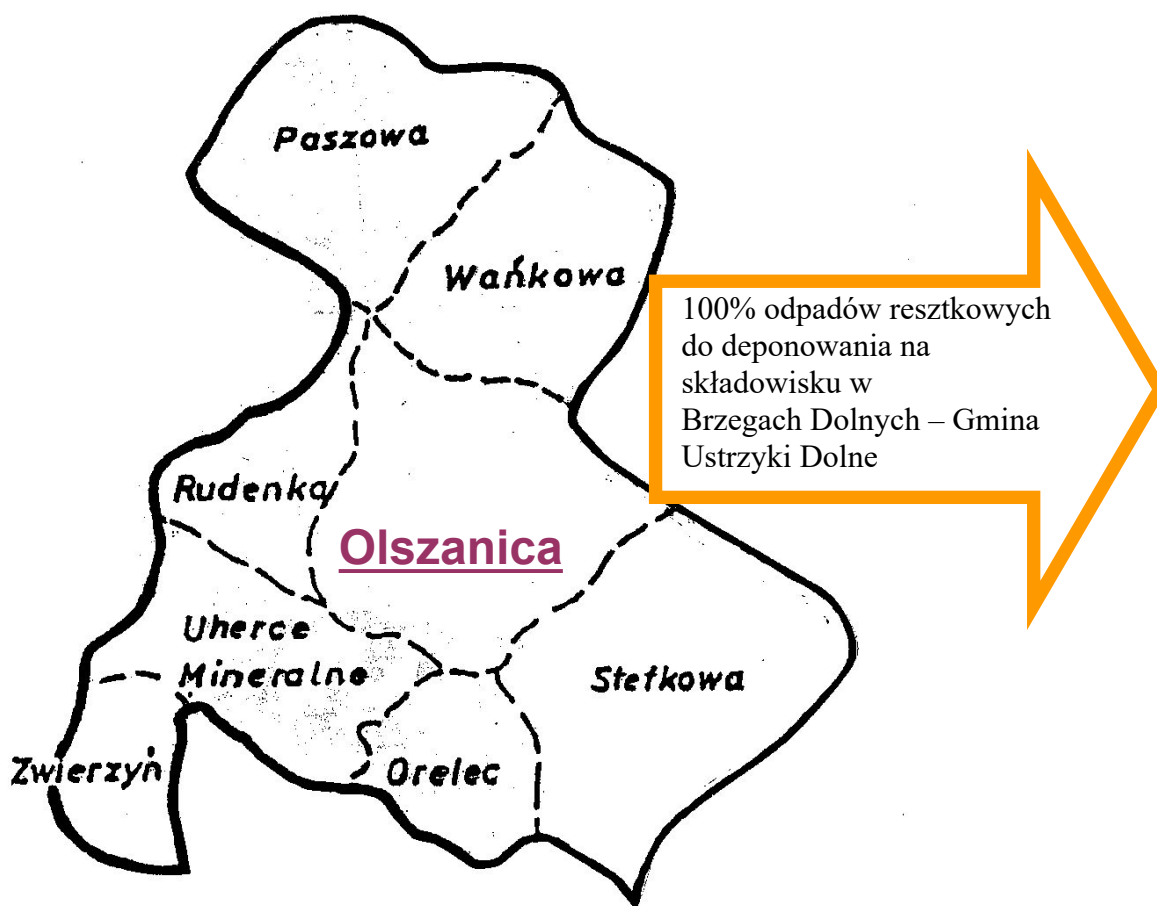 Paszowa
Wańkowa
100% odpadów resztkowych
do deponowania na
składowisku w
Brzegach Dolnych – Gmina
Ustrzyki Dolne
Rudenka
Olszanica
Uherce
Mineralne
Stefkowa
Zwierzyń
Orelec